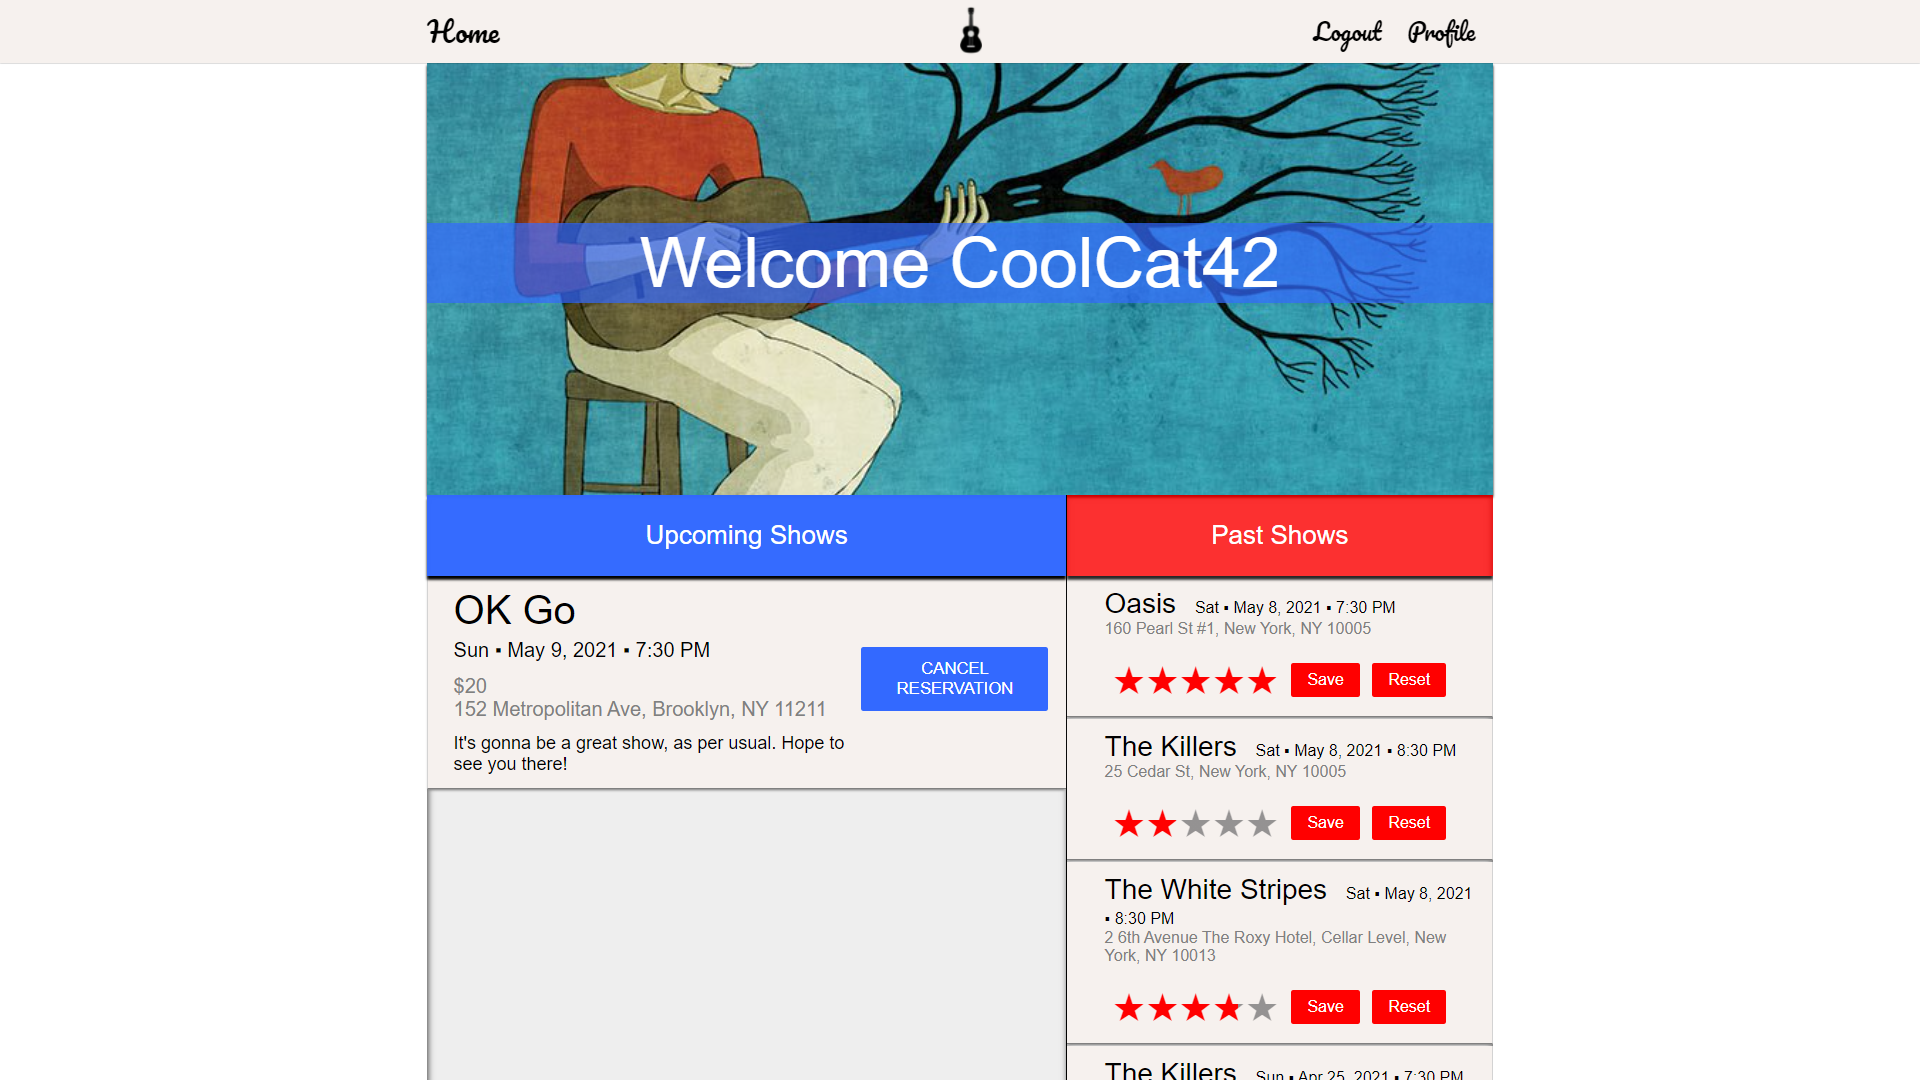 Home
Logout
Profile
Welcome CoolCat42
Upcoming Shows
Past Shows
OK Go
Sun ▪ May 9, 2021 ▪ 7:30 PM
$20
152 Metropolitan Ave, Brooklyn, NY 11211
It's gonna be a great show, as per usual. Hope to
see you there!
CANCEL
RESERVATION
Oasis Sat ▪ May 8, 2021 ▪ 7:30 PM
160 Pearl St #1, New York, NY 10005
Save Reset
The Killers Sat ▪ May 8, 2021 ▪ 8:30 PM
25 Cedar St, New York, NY 10005
Save Reset
The White Stripes Sat ▪ May 8, 2021
▪ 8:30 PM
2 6th Avenue The Roxy Hotel, Cellar Level, New
York, NY 10013
Save Reset
The Killers Sun ▪ Apr 25, 2021 ▪ 7:30 PM